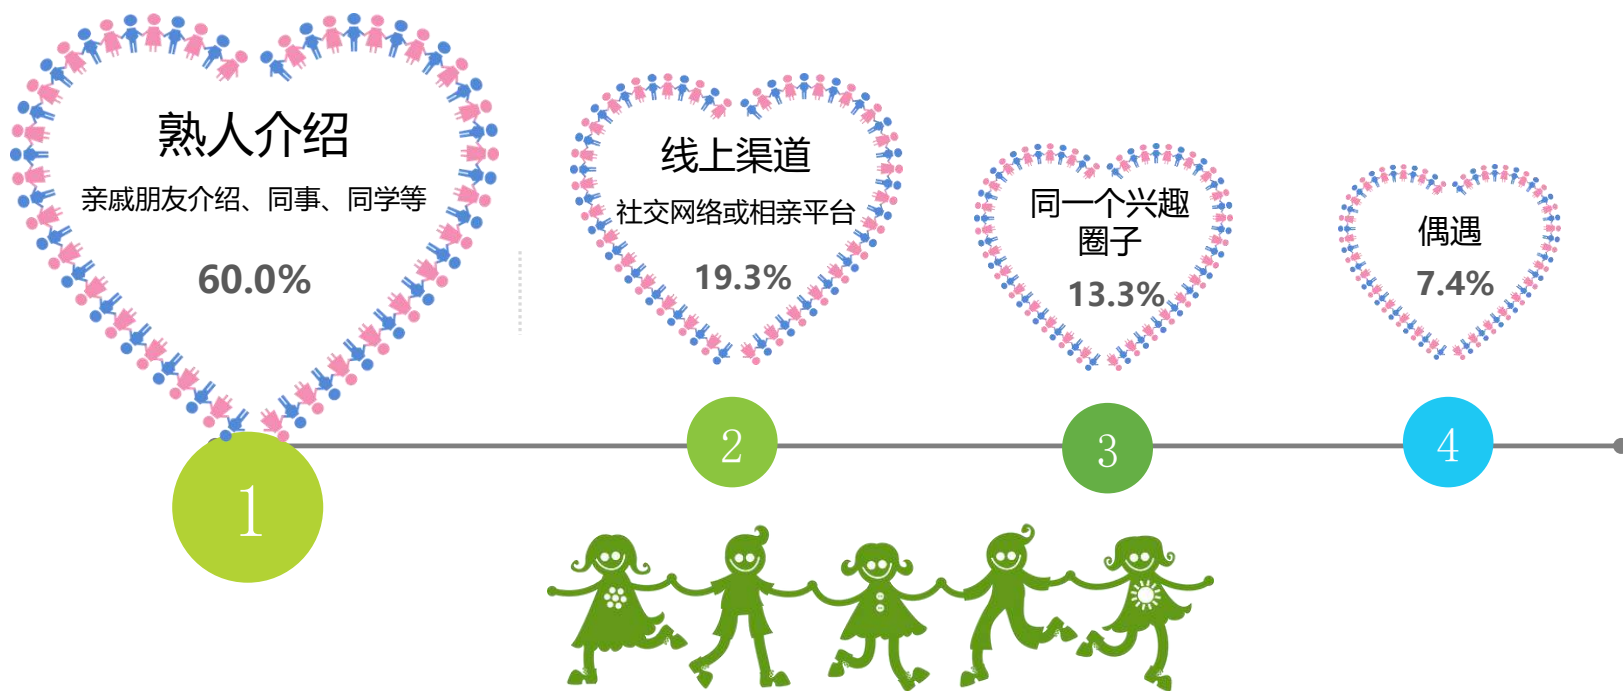 熟人介绍
亲戚朋友介绍、同事、同学等
60.0%
线上渠道
社交网络或相亲平台
19.3%
同一个兴趣
圈子
13.3%
偶遇
7.4%
1
2
3
4